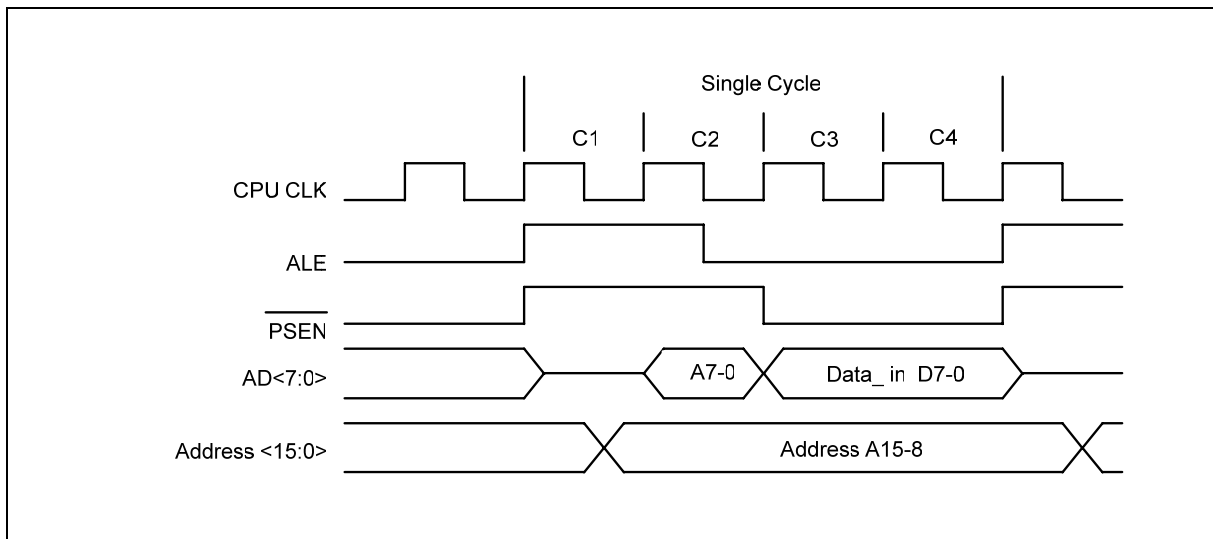 Single Cycle
C1 C2 C3 C4
CPU CLK
ALE
PSEN
AD<7:0> A7-0 Data_ in D7-0
Address <15:0> Address A15-8